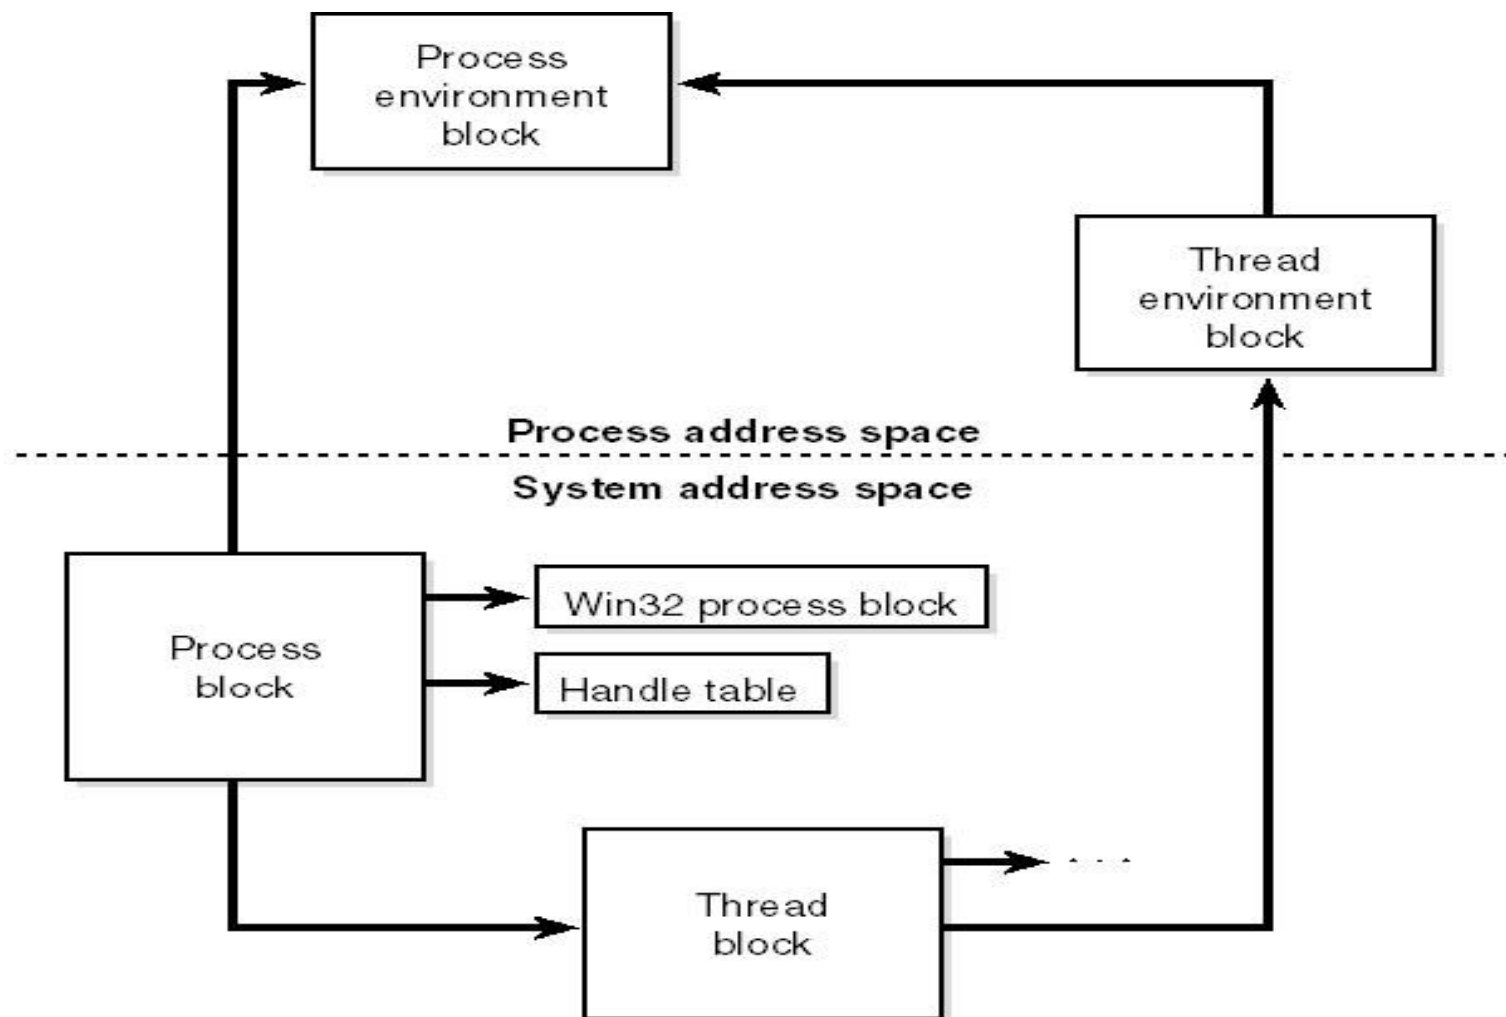 Process
environment
block
Thread
environment
block
Process address space
System address space
Process
block
Win32 process block
Handle table
Thread
block
. . .